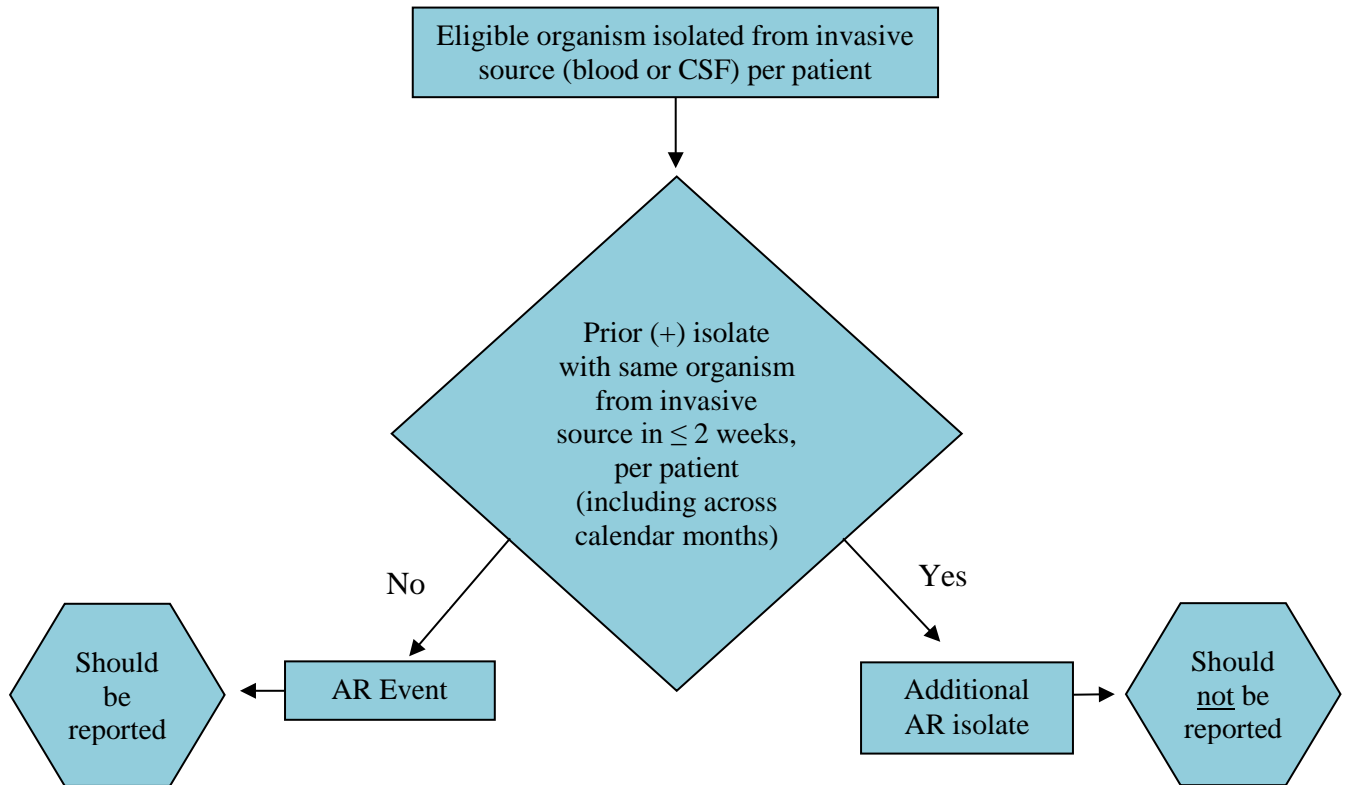 Eligible organism isolated from invasive
source (blood or CSF) per patient
Prior (+) isolate
with same organism
from invasive
source in ≤ 2 weeks,
per patient
(including across
calendar months)
No
Yes
Should
be
reported
AR Event
Additional
AR isolate
Should
not be
reported